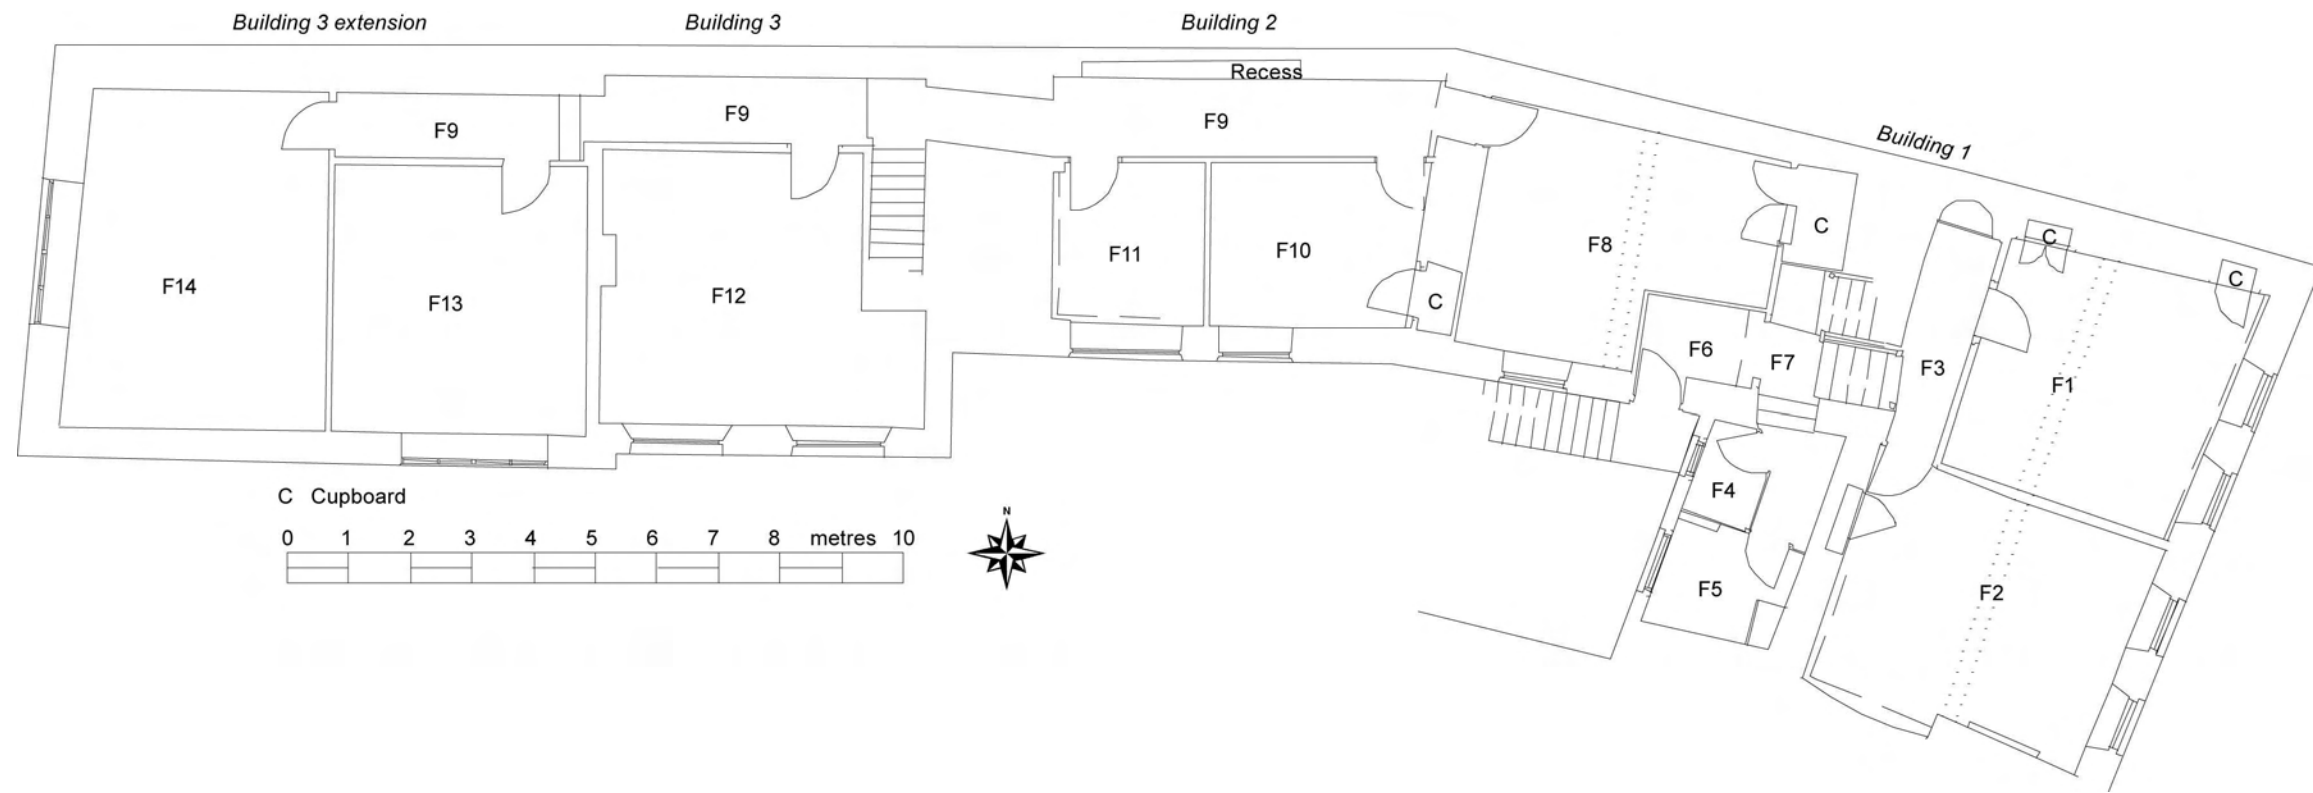 Building 3 extension
Building 3
Building 2
Building 1
Recess
F9
F9
F9
F14
F13
F12
F11
F10
C
F8
C
F6
F7
F3
C
C
F1
F4
F5
F2
C Cupboard
0 1 2 3 4 5 6 7 8 metres 10
N